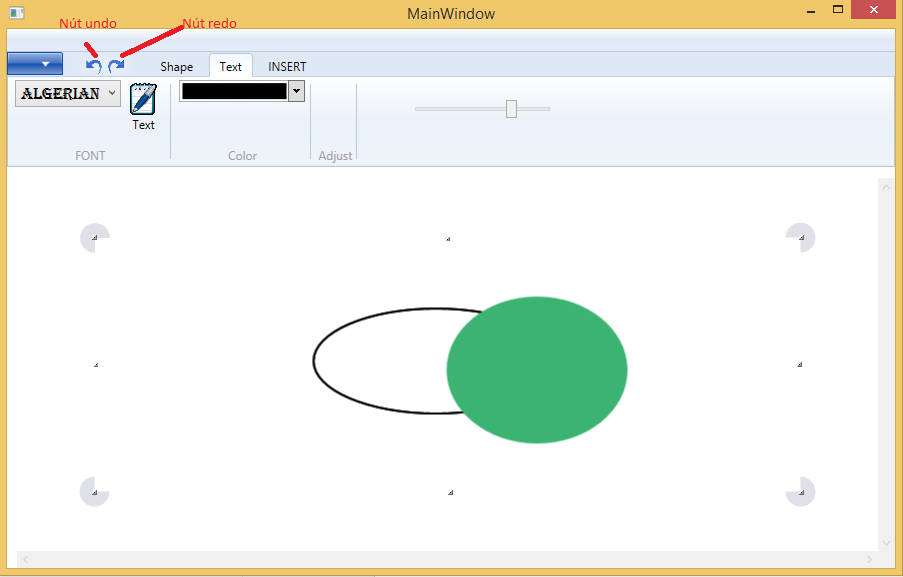 MainWindow
Nút undo
Nút redo
Shape
Text
INSERT
ALGERIAN
Text
FONT
Color
Adjust